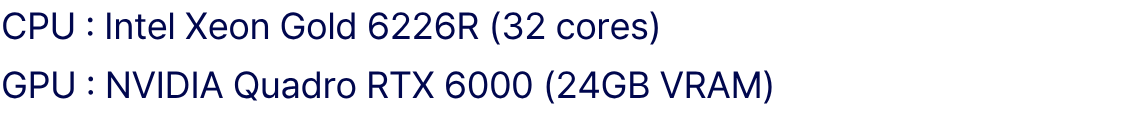 CPU : Intel Xeon Gold 6226R (32 cores)
GPU : NVIDIA Quadro RTX 6000 (24GB VRAM)